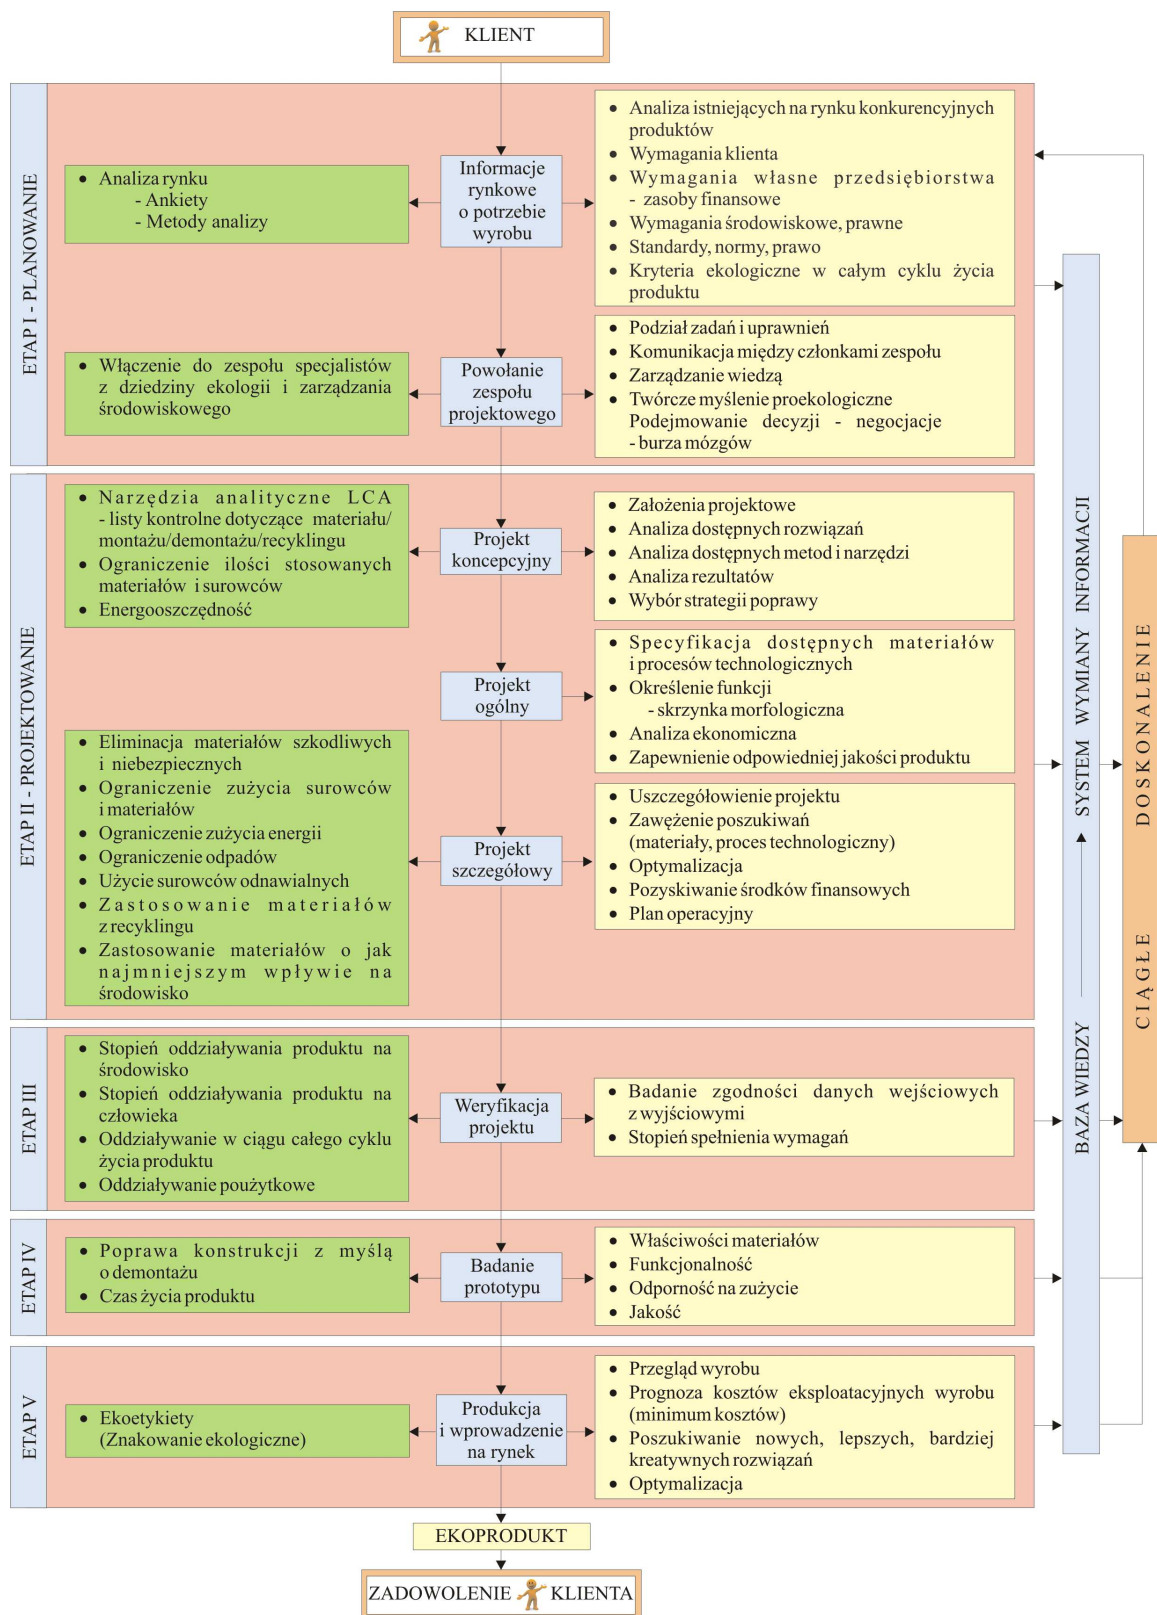 KLIENT
ETAP I - PLANOWANIE
• Analiza rynku
- Ankiety
- Metody analizy
Informacje
rynkowe
o potrzebie
wyrobu
• Analiza istniejących na rynku konkurencyjnych
produktów
• Wymagania klienta
• Wymagania własne przedsiębiorstwa
- zasoby finansowe
• Wymagania środowiskowe, prawne
• Standardy, normy, prawo
• Kryteria ekologiczne w całym cyklu życia
produktu
• Włączenie do zespołu specjalistów
z dziedziny ekologii i zarządzania
środowiskowego
Powołanie
zespołu
projektowego
• Podział zadań i uprawnień
• Komunikacja między członkami zespołu
• Zarządzanie wiedzą
• Twórcze myślenie proekologiczne
Podejmowanie decyzji - negocjacje
- burza mózgów
ETAP II - PROJEKTOWANIE
• Narzędzia analityczne LCA
- listy kontrolne dotyczące materiału/
montażu/demontażu/recyklingu
• Ograniczenie ilości stosowanych
materiałów i surowców
• Energooszczędność
Projekt
koncepcyjny
• Założenia projektowe
• Analiza dostępnych rozwiązań
• Analiza dostępnych metod i narzędzi
• Analiza rezultatów
• Wybór strategii poprawy
Projekt
ogólny
• Specyfikacja dostępnych materiałów
i procesów technologicznych
• Określenie funkcji
- skrzynka morfologiczna
• Analiza ekonomiczna
• Zapewnienie odpowiedniej jakości produktu
• Eliminacja materiałów szkodliwych
i niebezpiecznych
• Ograniczenie zużycia surowców
i materiałów
• Ograniczenie zużycia energii
• Ograniczenie odpadów
• Użycie surowców odnawialnych
• Zastosowanie materiałów
z recyklingu
• Zastosowanie materiałów o jak
najmniejszym wpływie na
środowisko
Projekt
szczegółowy
• Uszczegółowienie projektu
• Zawężenie poszukiwań
(materiały, proces technologiczny)
• Optymalizacja
• Pozyskiwanie środków finansowych
• Plan operacyjny
ETAP III
• Stopień oddziaływania produktu na
środowisko
• Stopień oddziaływania produktu na
człowieka
• Oddziaływanie w ciągu całego cyklu
życia produktu
• Oddziaływanie poużytkowe
Weryfikacja
projektu
• Badanie zgodności danych wejściowych
z wyjściowymi
• Stopień spełnienia wymagań
ETAP IV
• Poprawa konstrukcji z myślą
o demontażu
• Czas życia produktu
Badanie
prototypu
• Właściwości materiałów
• Funkcjonalność
• Odporność na zużycie
• Jakość
ETAP V
• Ekoetykiety
(Znakowanie ekologiczne)
Produkcja
i wprowadzenie
na rynek
• Przegląd wyrobu
• Prognoza kosztów eksploatacyjnych wyrobu
(minimum kosztów)
• Poszukiwanie nowych, lepszych, bardziej
kreatywnych rozwiązań
• Optymalizacja
BAZA WIEDZY SYSTEM WYMIANY INFORMACJI
CIĄGŁE DOSKONALENIE
EKOPRODUKT
ZADOWOLENIE KLIENTA